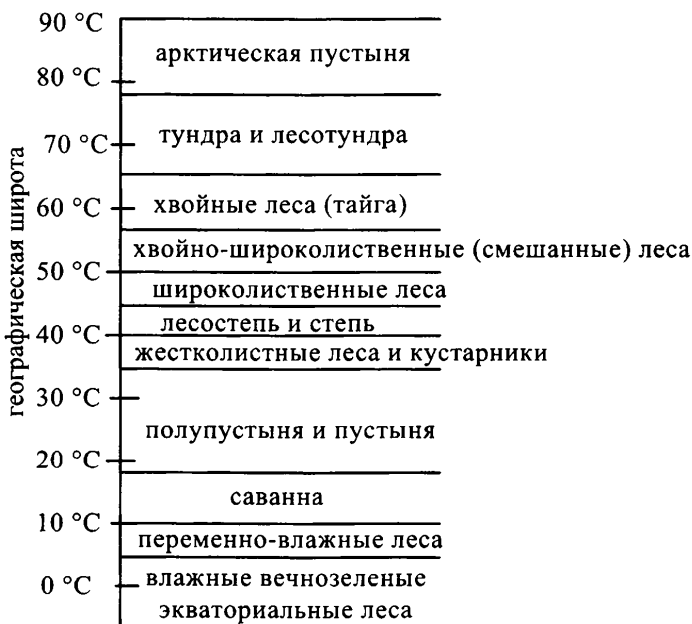 90 °C
арктическая пустыня
80 °C
70 °C
тундра и лесотундра
60 °C
хвойные леса (тайга)
хвойно-широколиственные (смешанные) леса
50 °C
широколиственные леса
лесостепь и степь
40 °C
жестколистные леса и кустарники
30 °C
полупустыня и пустыня
20 °C
саванна
10 °C
переменно-влажные леса
0 °C
влажные вечнозеленые
экваториальные леса
географическая широта